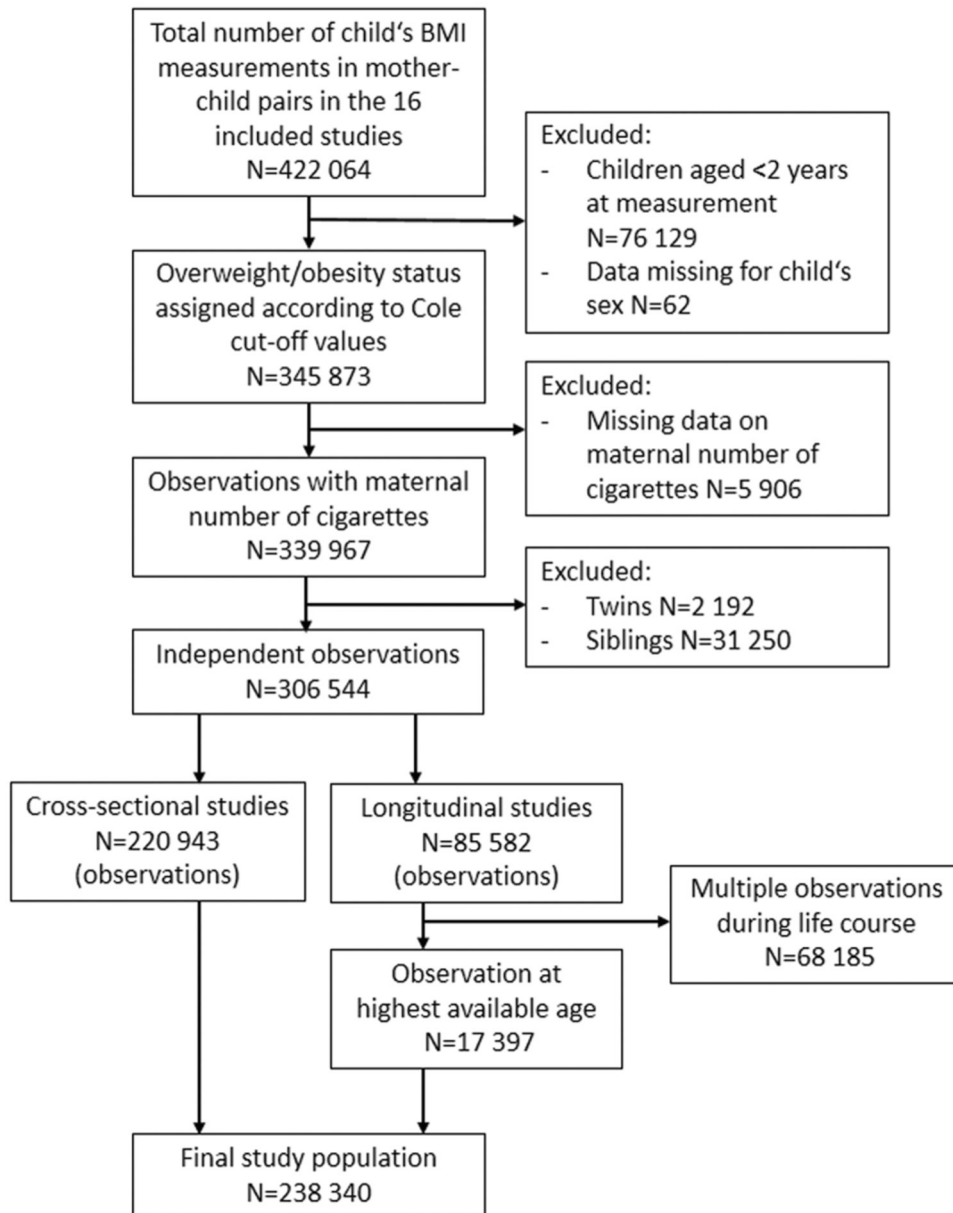 Total number of child's BMI
measurements in mother-
child pairs in the 16
included studies
N=422 064
Excluded:
- Children aged <2 years
at measurement
N=76 129
- Data missing for child's
sex N=62
Overweight/obesity status
assigned according to Cole
cut-off values
N=345 873
Excluded:
- Missing data on
maternal number of
cigarettes N=5 906
Observations with maternal
number of cigarettes
N=339 967
Excluded:
- Twins N=2 192
- Siblings N=31 250
Independent observations
N=306 544
Cross-sectional studies
N=220 943
(observations)
Longitudinal studies
N=85 582
(observations)
Multiple observations
during life course
N=68 185
Observation at
highest available age
N=17 397
Final study population
N=238 340